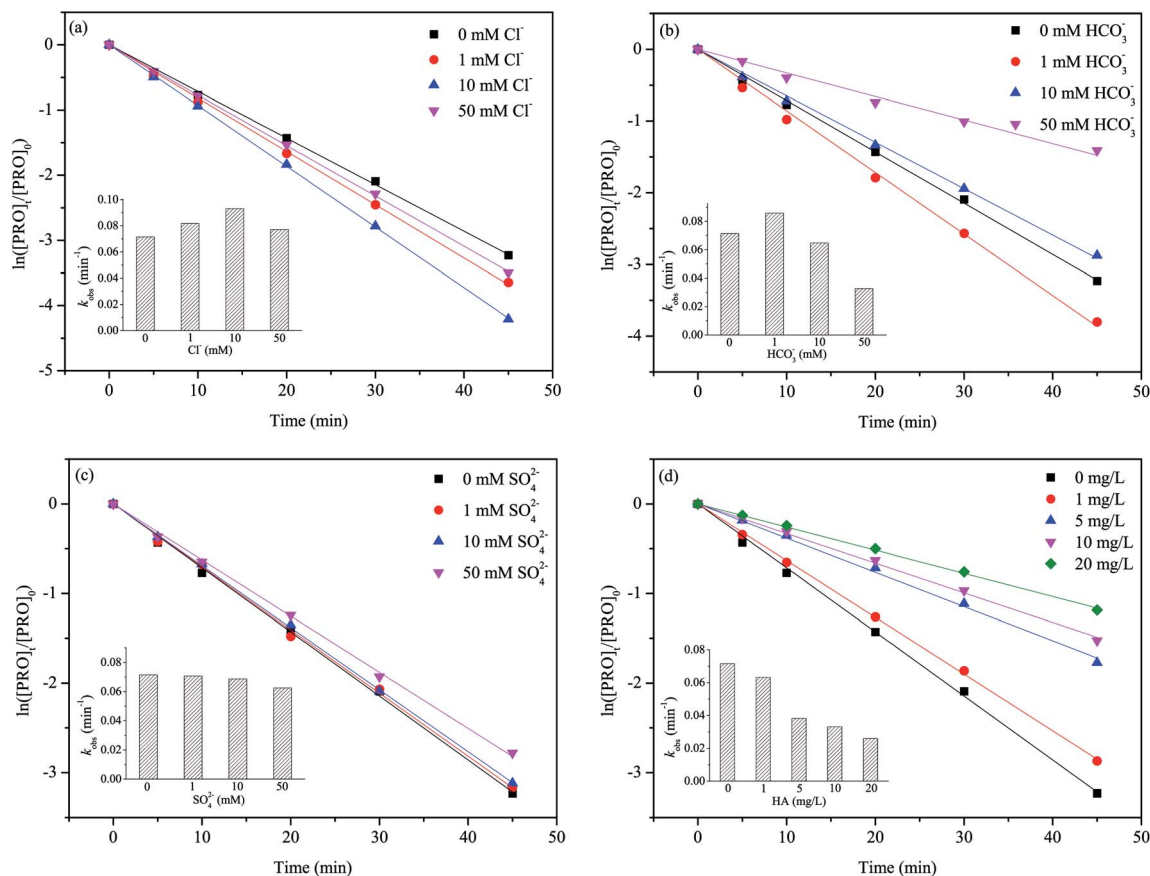 (a)
0 mM Cl⁻
1 mM Cl⁻
10 mM Cl⁻
50 mM Cl⁻
0
-1
-2
-3
-4
-5
ln([PRO]ₜ/[PRO]₀)
0.10
0.08
0.06
0.04
0.02
0.00
k_obs (min⁻¹)
0 1 10 50
Cl⁻ (mM)
0 10 20 30 40 50
Time (min)
(b)
0 mM HCO₃⁻
1 mM HCO₃⁻
10 mM HCO₃⁻
50 mM HCO₃⁻
0
-1
-2
-3
-4
ln([PRO]ₜ/[PRO]₀)
0.08
0.06
0.04
0.02
0.00
k_obs (min⁻¹)
0 1 10 50
HCO₃⁻ (mM)
0 10 20 30 40 50
Time (min)
(c)
0 mM SO₄²⁻
1 mM SO₄²⁻
10 mM SO₄²⁻
50 mM SO₄²⁻
0
-1
-2
-3
ln([PRO]ₜ/[PRO]₀)
0.08
0.06
0.04
0.02
0.00
k_obs (min⁻¹)
0 1 10 50
SO₄²⁻ (mM)
0 10 20 30 40 50
Time (min)
(d)
0 mg/L
1 mg/L
5 mg/L
10 mg/L
20 mg/L
0
-1
-2
-3
ln([PRO]ₜ/[PRO]₀)
0.08
0.06
0.04
0.02
0.00
k_obs (min⁻¹)
0 1 5 10 20
HA (mg/L)
0 10 20 30 40 50
Time (min)